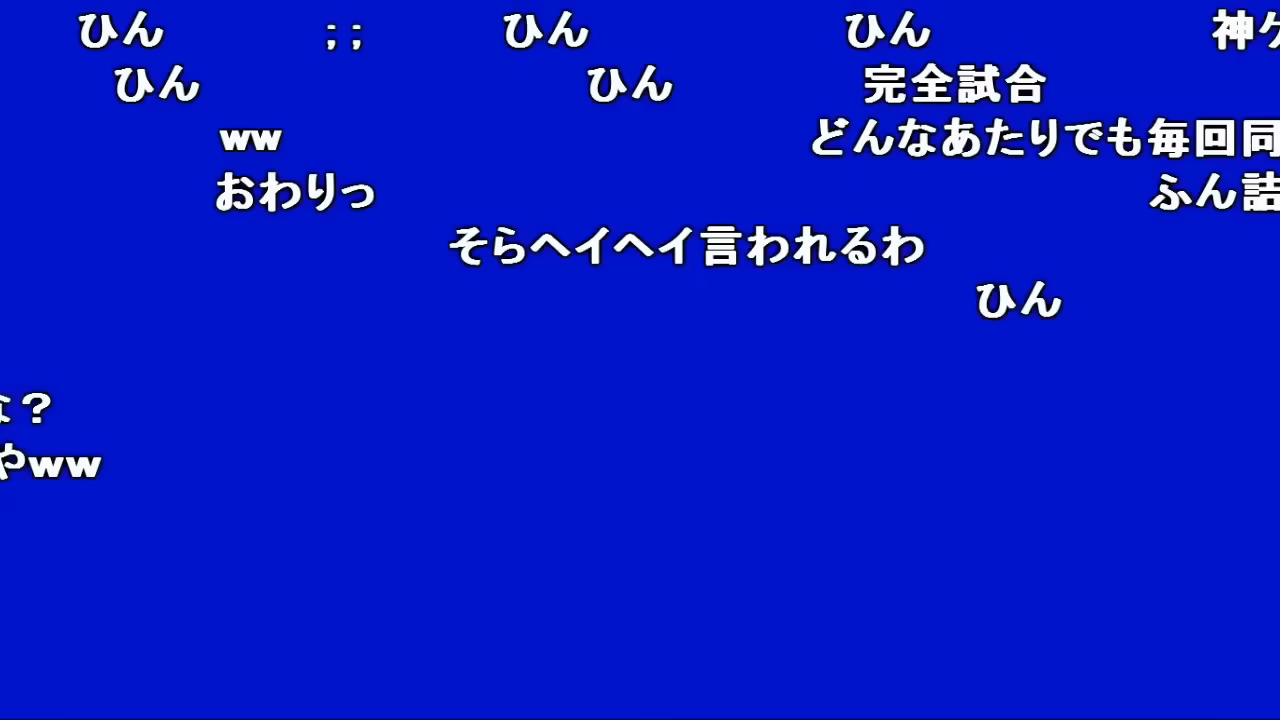 ひん ；； ひん ひん 神ケ
ひん ひん 完全試合
ww どんなあたりでも毎回同
おわりっ ふん詰
そらヘイヘイ言われるわ
ひん
な？
やww